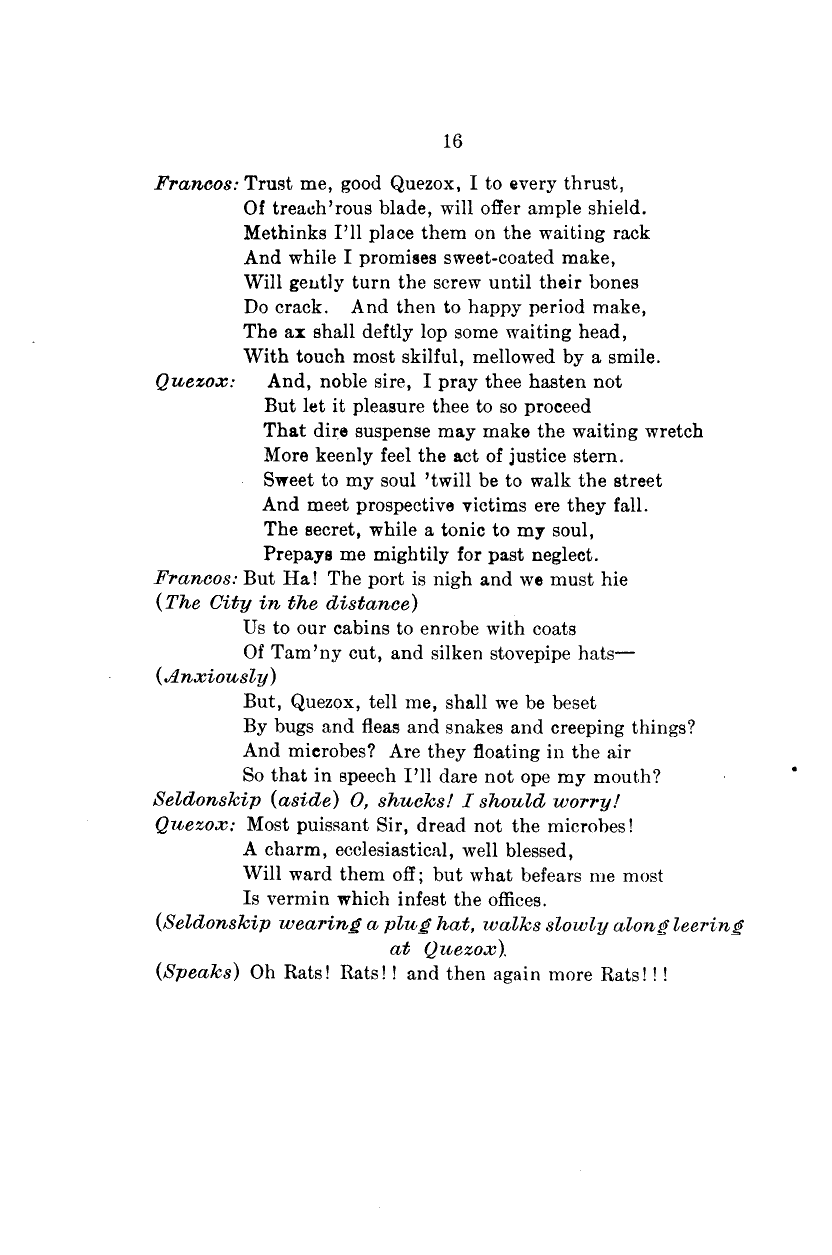 16
Francos: Trust me, good Quezox, I to every thrust,
Of treach'rous blade, will offer ample shield.
Methinks I'll place them on the waiting rack
And while I promises sweet-coated make,
Will gently turn the screw until their bones
Do crack. And then to happy period make,
The ax shall deftly lop some waiting head,
With touch most skilful, mellowed by a smile.
Quezox: And, noble sire, I pray thee hasten not
But let it pleasure thee to so proceed
That dire suspense may make the waiting wretch
More keenly feel the act of justice stern.
Sweet to my soul 'twill be to walk the street
And meet prospective victims ere they fall.
The secret, while a tonic to my soul,
Prepays me mightily for past neglect.
Francos: But Ha! The port is nigh and we must hie
(The City in the distance)
Us to our cabins to enrobe with coats
Of Tam'ny cut, and silken stovepipe hats—
(Anxiously)
But, Quezox, tell me, shall we be beset
By bugs and fleas and snakes and creeping things?
And microbes? Are they floating in the air
So that in speech I'll dare not ope my mouth?
Seldonskip (aside) O, shucks! I should worry!
Quezox: Most puissant Sir, dread not the microbes!
A charm, ecclesiastical, well blessed,
Will ward them off; but what befears me most
Is vermin which infest the offices.
(Seldonskip wearing a plug hat, walks slowly along leering
at Quezox).
(Speaks) Oh Rats! Rats!! and then again more Rats!!!